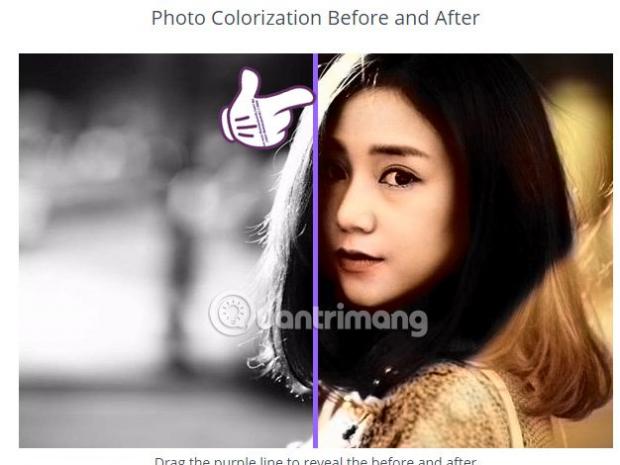 Photo Colorization Before and After
Quantrimang
Drag the purple line to reveal the before and after